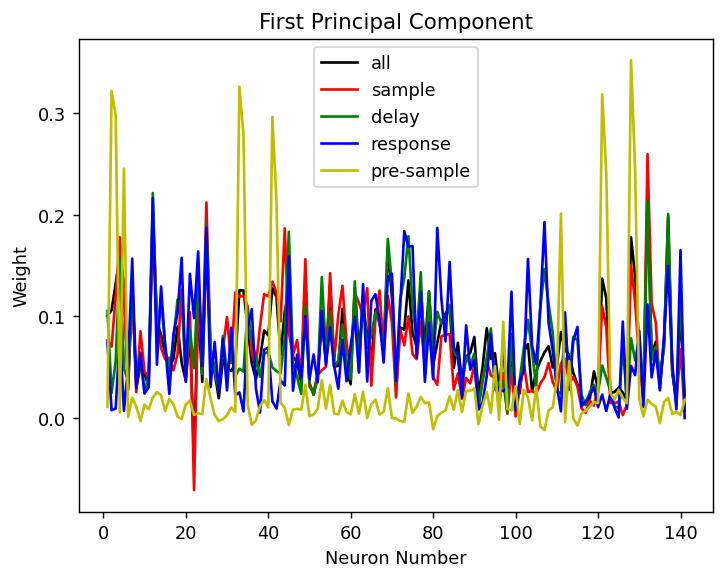 First Principal Component
all
sample
delay
response
pre-sample
Weight
0.3
0.2
0.1
0.0
0 20 40 60 80 100 120 140
Neuron Number